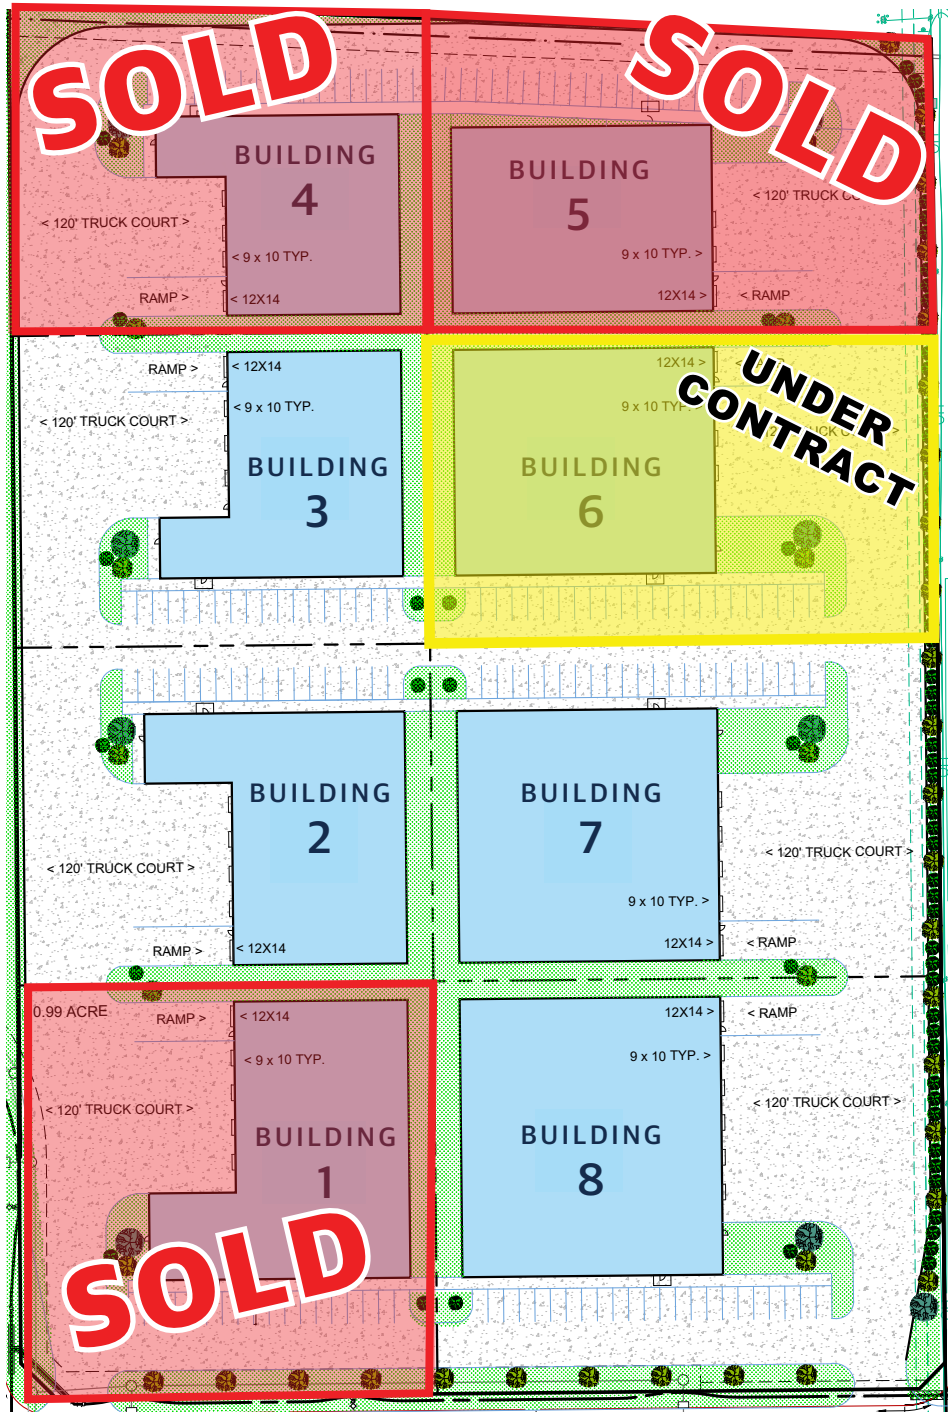 SOLD
BUILDING
4
< 120' TRUCK COURT >
< 9 x 10 TYP.
RAMP >
< 12X14
SOLD
BUILDING
5
< 120' TRUCK CO
9 x 10 TYP. >
12X14 >
< RAMP
RAMP >
< 12X14
< 120' TRUCK COURT >
< 9 x 10 TYP.
BUILDING
3
12X14 >
9 x 10 TYP.
UNDER
CONTRACT
BUILDING
6
BUILDING
2
< 120' TRUCK COURT >
RAMP >
< 12X14
BUILDING
7
< 120' TRUCK COURT >
9 x 10 TYP. >
12X14 >
< RAMP
0.99 ACRE
RAMP >
< 12X14
< 9 x 10 TYP.
< 120' TRUCK COURT >
BUILDING
1
SOLD
12X14 >
< RAMP
9 x 10 TYP. >
< 120' TRUCK COURT >
BUILDING
8